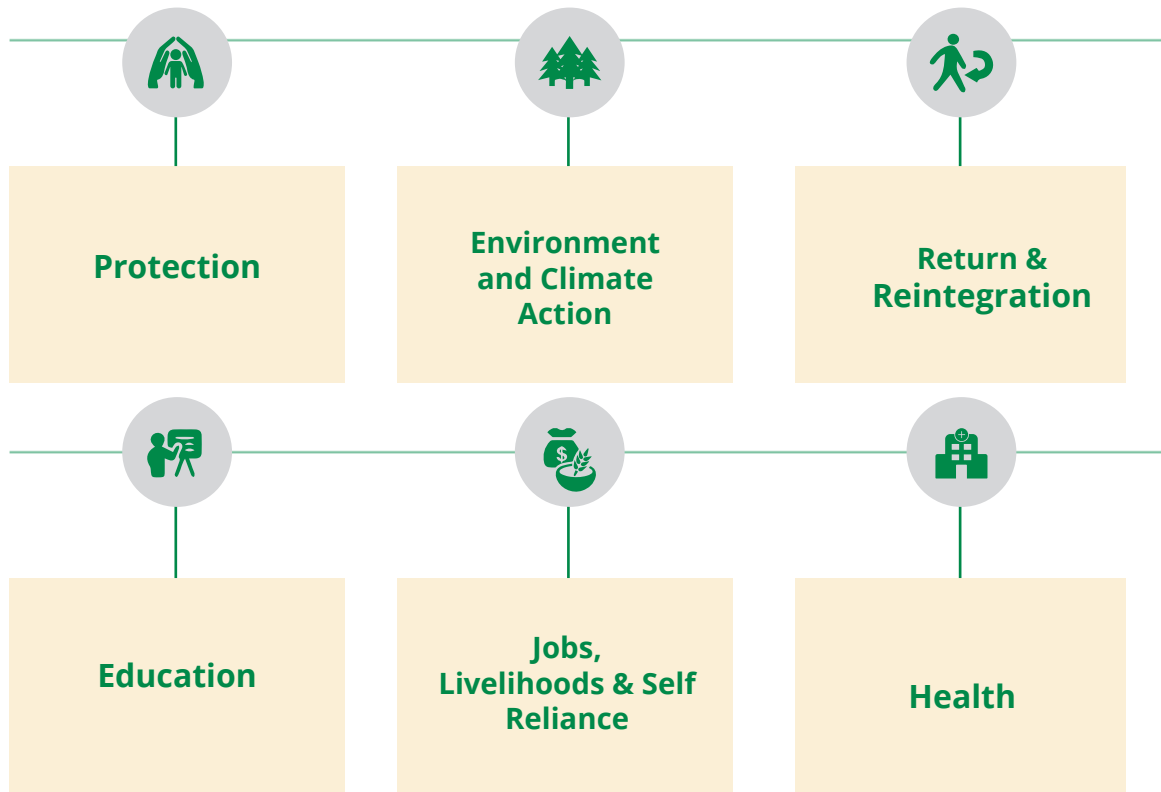 Protection
Environment
and Climate
Action
Return &
Reintegration
$
Education
Jobs,
Livelihoods & Self
Reliance
Health